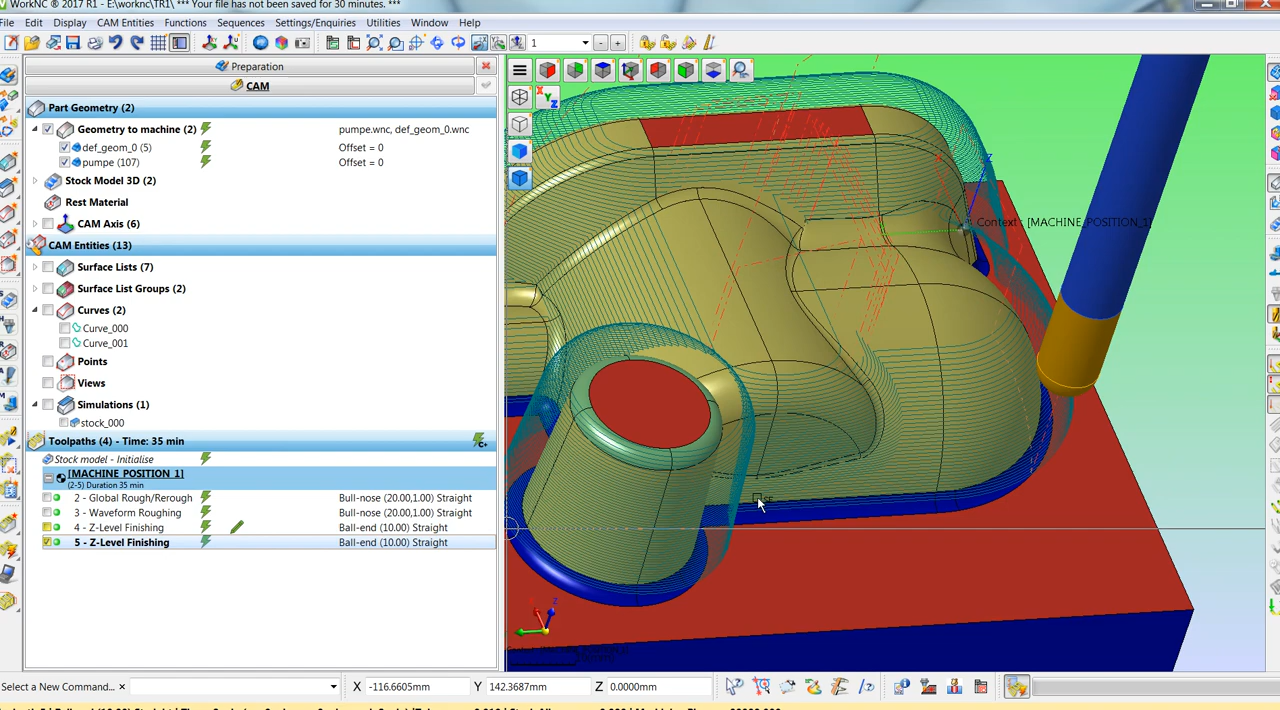 WorkNC ® 2017 R1 - E:\worknc\TR1\ *** Your file has not been saved for 30 minutes. ***
File Edit Display CAM Entities Functions Sequences Settings/Enquiries Utilities Window Help
1
Preparation
CAM
Part Geometry (2)
Geometry to machine (2) pumpe.wnc, def_geom_0.wnc
def_geom_0 (5) Offset = 0
pumpe (107) Offset = 0
Stock Model 3D (2)
Rest Material
CAM Axis (6)
CAM Entities (13)
Surface Lists (7)
Surface List Groups (2)
Curves (2)
Curve_000
Curve_001
Points
Views
Simulations (1)
stock_000
Toolpaths (4) - Time: 35 min
Stock model - Initialise
[MACHINE POSITION 1]
(2-5) Duration 35 min
2 - Global Rough/Rerough Bull-nose (20.00,1.00) Straight
3 - Waveform Roughing Bull-nose (20.00,1.00) Straight
4 - Z-Level Finishing Ball-end (10.00) Straight
5 - Z-Level Finishing Ball-end (10.00) Straight
X Y Z
Z
Context : [MACHINE_POSITION_1]
X Z
Select a New Command... X -116.6605mm Y 142.3687mm Z 0.0000mm